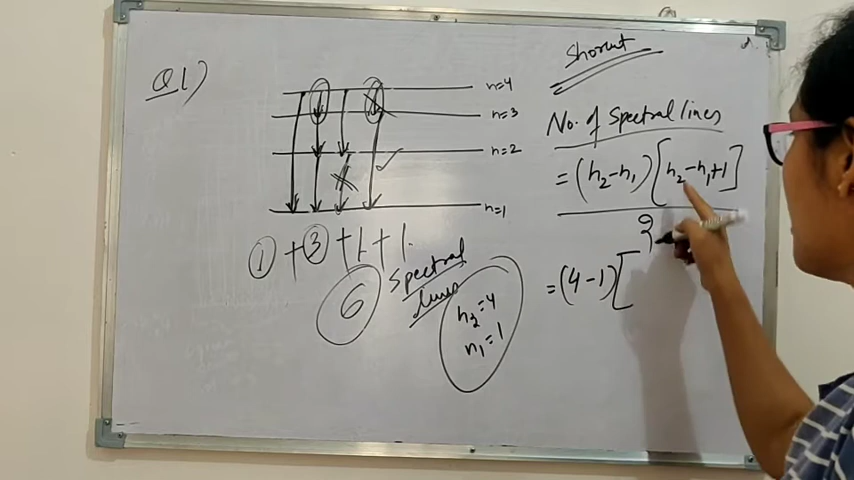 Q1)
n=4
n=3
n=2
n=1
① + ③ + 1 + 1.
6
Spectral
lines
n₂=4
n₁=1
Shorcut
No. of Spectral lines
= (n₂-n₁) [n₂-n₁+1]
2
= (4-1) [